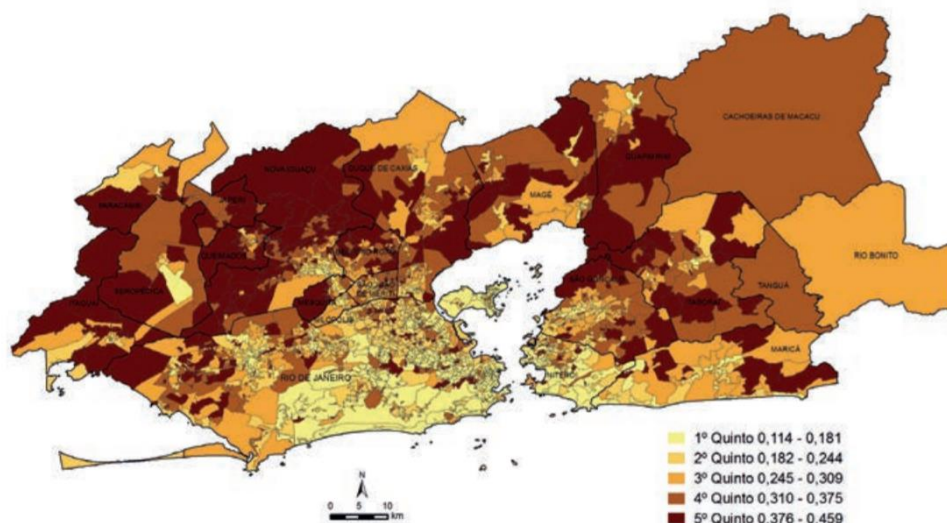 CACHOEIRAS DE MACACU
NOVA IGUAÇU
DUQUE DE CAXIAS
GUAPIMIRIM
MAGÉ
PARACAMBI
JAPERI
RIO BONITO
QUEIMADOS
SEROPÉDICA
TANGUÁ
ITABORAÍ
ITAGUAÍ
MESQUITA
MARICÁ
RIO DE JANEIRO
NITERÓI
1º Quinto 0,114 - 0,181
2º Quinto 0,182 - 0,244
3º Quinto 0,245 - 0,309
4º Quinto 0,310 - 0,375
5º Quinto 0,376 - 0,459
N
0 5 10
km